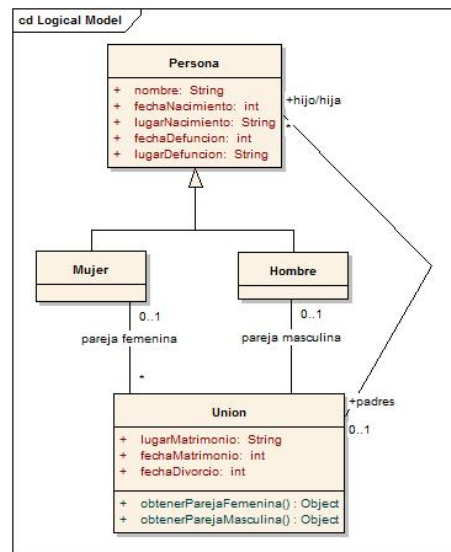 cd Logical Model
Persona
+ nombre: String
+ fechaNacimiento: int
+ lugarNacimiento: String
+ fechaDefuncion: int
+ lugarDefuncion: String
+hijo/hija
*
Mujer
Hombre
0..1
pareja femenina
*
0..1
pareja masculina
+padres
0..1
Union
+ lugarMatrimonio: String
+ fechaMatrimonio: int
+ fechaDivorcio: int
+ obtenerParejaFemenina() : Object
+ obtenerParejaMasculina() : Object